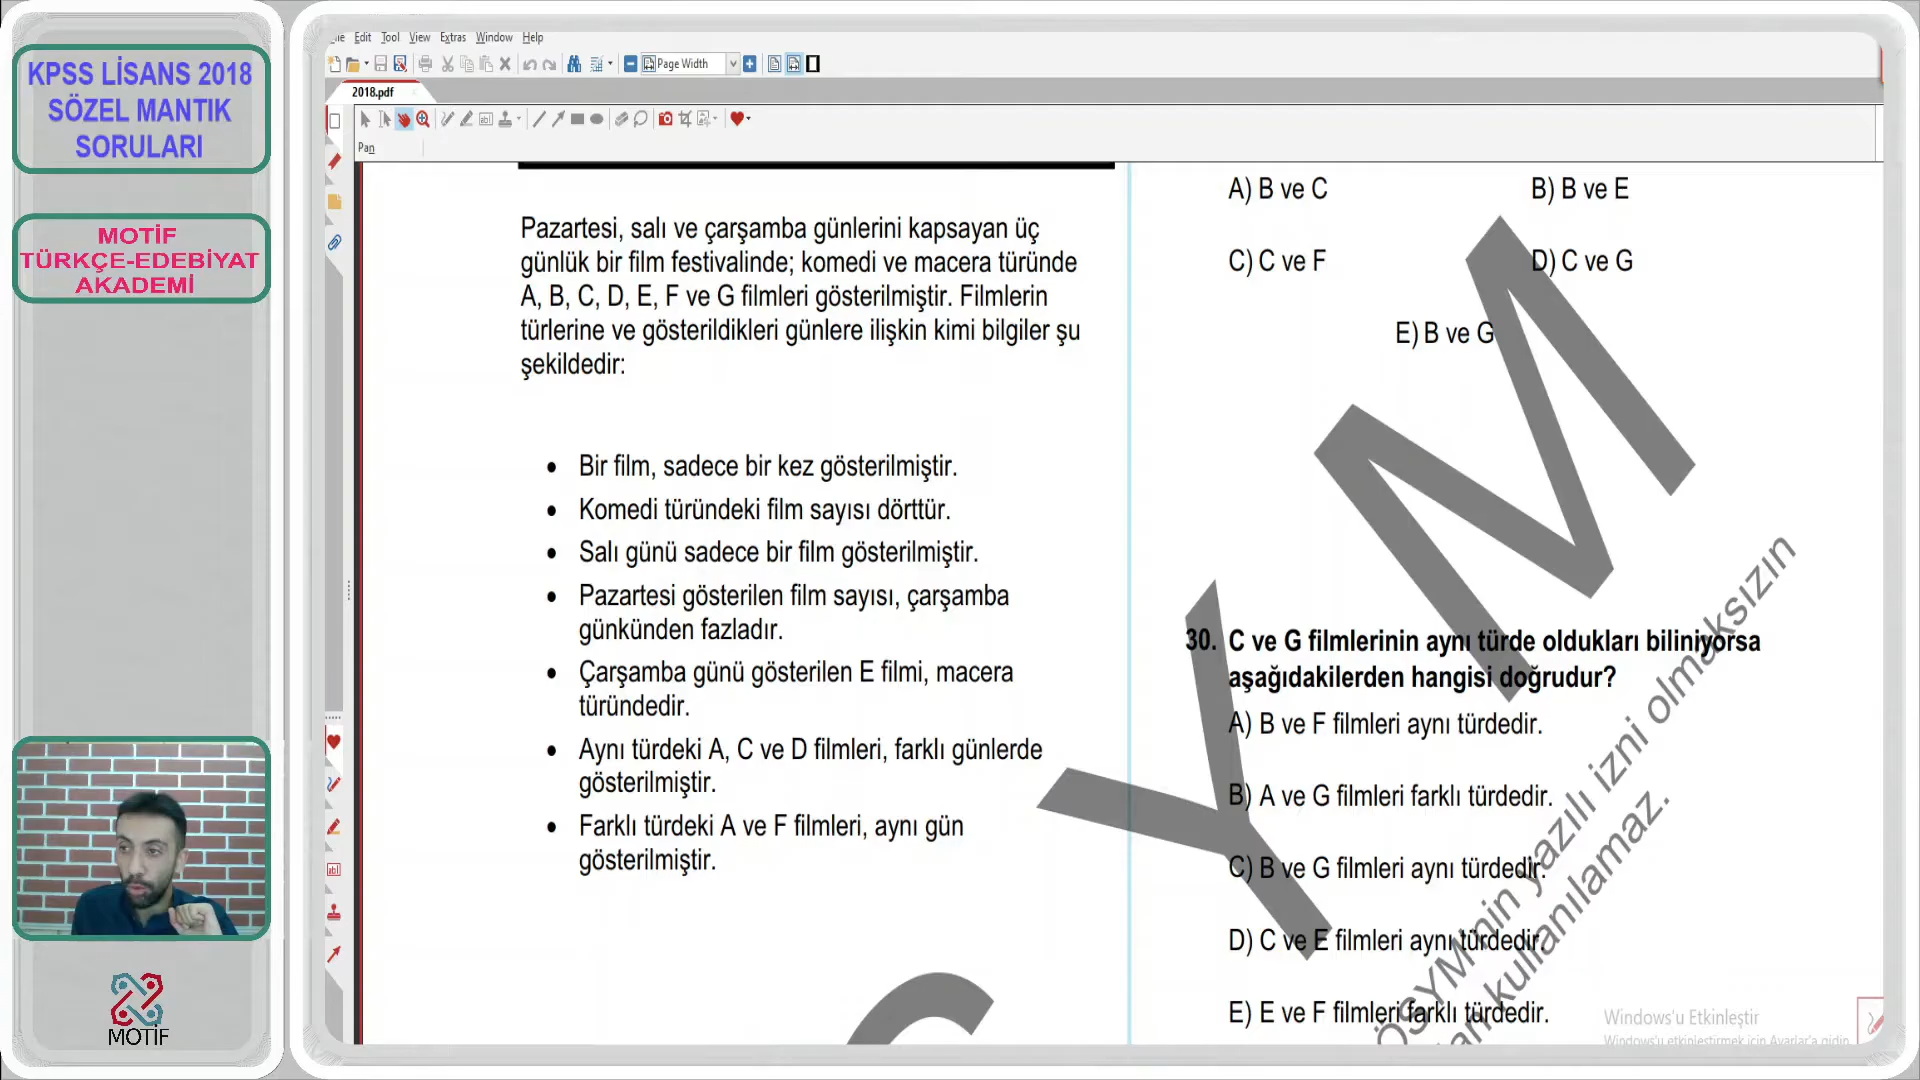 KPSS LİSANS 2018
SÖZEL MANTIK
SORULARI
MOTİF
TÜRKÇE-EDEBİYAT
AKADEMİ
MOTİF
Edit Tool View Extras Window Help
Page Width
2018.pdf
Pan
Pazartesi, salı ve çarşamba günlerini kapsayan üç
günlük bir film festivalinde; komedi ve macera türünde
A, B, C, D, E, F ve G filmleri gösterilmiştir. Filmlerin
türlerine ve gösterildikleri günlere ilişkin kimi bilgiler şu
şekildedir:
• Bir film, sadece bir kez gösterilmiştir.
• Komedi türündeki film sayısı dörttür.
• Salı günü sadece bir film gösterilmiştir.
• Pazartesi gösterilen film sayısı, çarşamba
günkünden fazladır.
• Çarşamba günü gösterilen E filmi, macera
türündedir.
• Aynı türdeki A, C ve D filmleri, farklı günlerde
gösterilmiştir.
• Farklı türdeki A ve F filmleri, aynı gün
gösterilmiştir.
A) B ve C
B) B ve E
C) C ve F
D) C ve G
E) B ve G
30. C ve G filmlerinin aynı türde oldukları biliniyorsa
aşağıdakilerden hangisi doğrudur?
A) B ve F filmleri aynı türdedir.
B) A ve G filmleri farklı türdedir.
C) B ve G filmleri aynı türdedir.
D) C ve E filmleri aynı türdedir.
E) E ve F filmleri farklı türdedir.
Y M
ÖSYM'nin yazılı izni olmaksızın
kullanılamaz.
Windows'u Etkinleştir
Windows'u etkinleştirmek için Ayarlar'a gidin